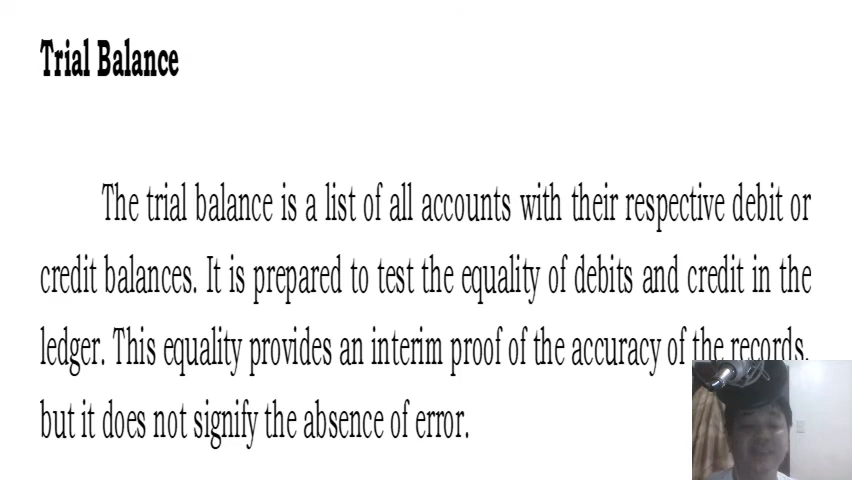 Trial Balance
The trial balance is a list of all accounts with their respective debit or
credit balances. It is prepared to test the equality of debits and credit in the
ledger. This equality provides an interim proof of the accuracy of the records,
but it does not signify the absence of error.